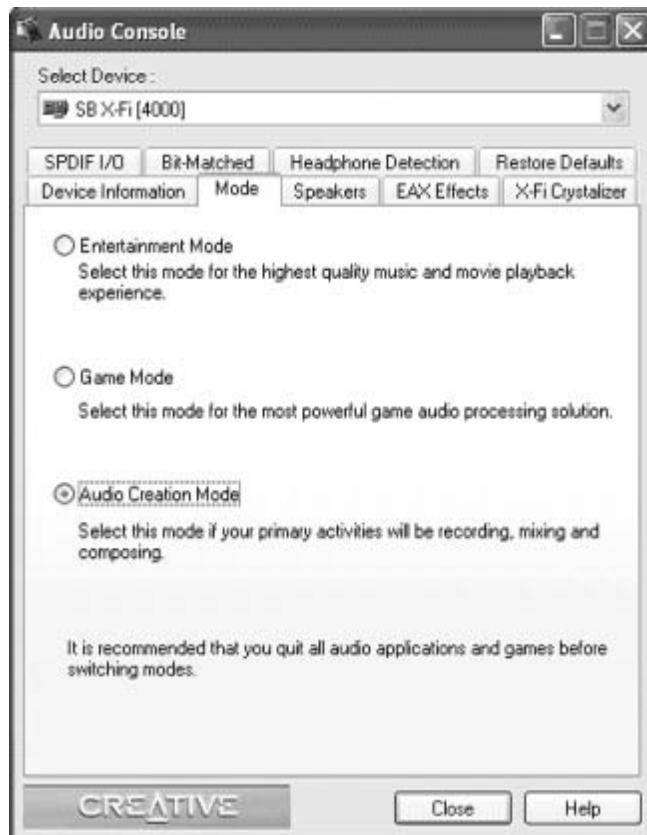 Audio Console
Select Device :
SB X-Fi [4000]
SPDIF I/O Bit-Matched Headphone Detection Restore Defaults
Device Information Mode Speakers EAX Effects X-Fi Crystalizer
Entertainment Mode
Select this mode for the highest quality music and movie playback
experience.
Game Mode
Select this mode for the most powerful game audio processing solution.
Audio Creation Mode
Select this mode if your primary activities will be recording, mixing and
composing.
It is recommended that you quit all audio applications and games before
switching modes.
CREATIVE Close Help